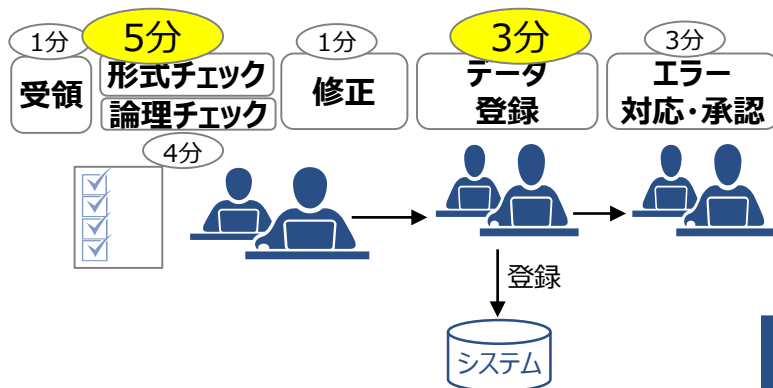 1分
5分
1分
3分
3分
受領
形式チェック
論理チェック
修正
データ
登録
エラー
対応・承認
4分
登録
システム